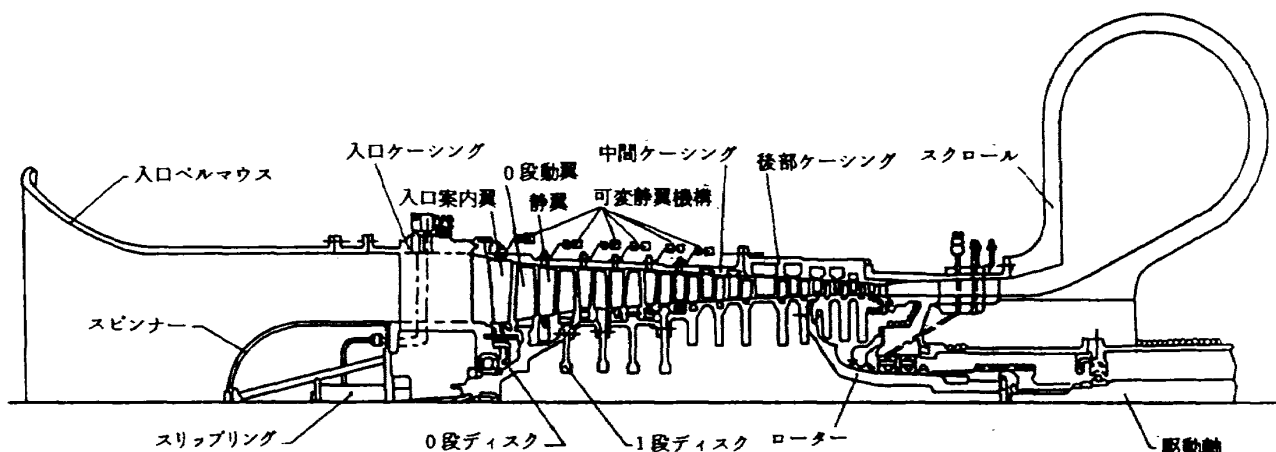 入口ベルマウス
入口ケーシング
0段動翼
入口案内翼
静翼
可変静翼機構
中間ケーシング
後部ケーシング
スクロール
スピンナー
スリップリング
0段ディスク
1段ディスク
ローター
駆動軸